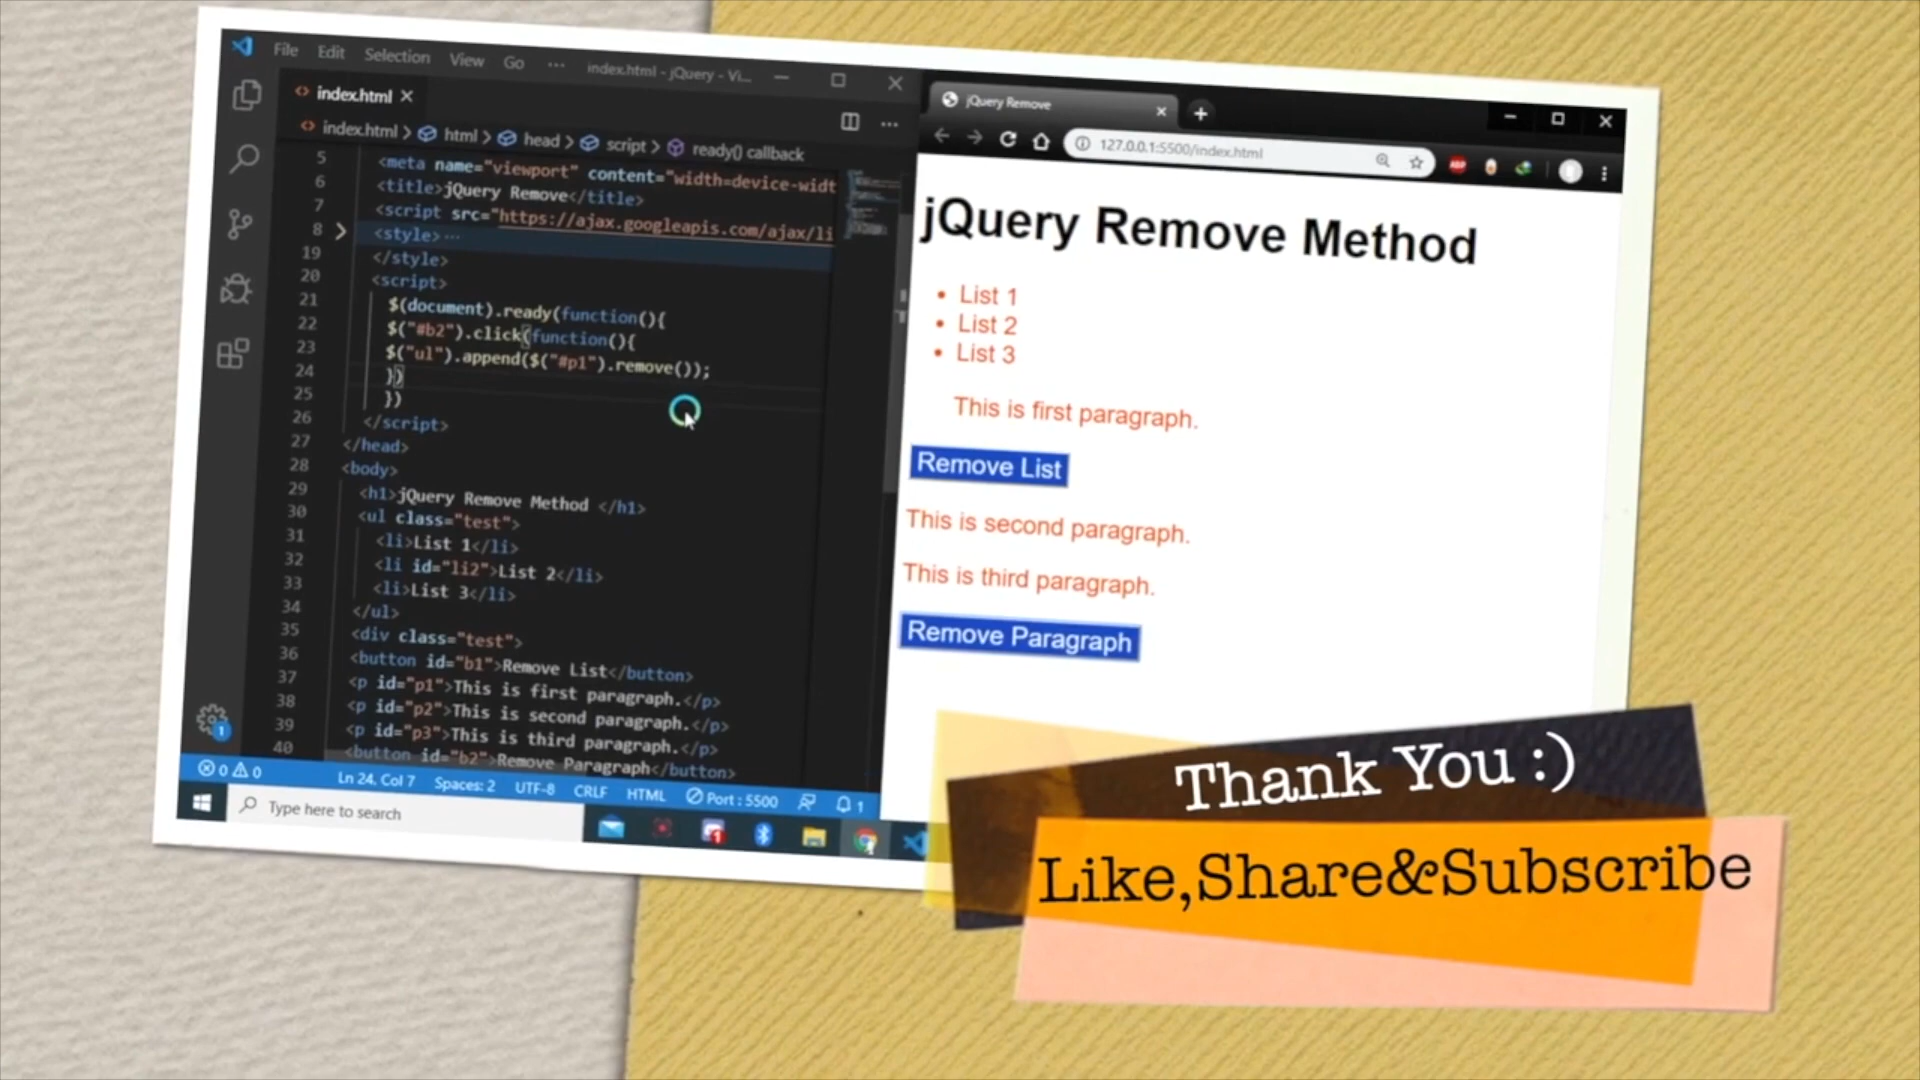 File Edit Selection View Go ... index.html - jQuery - Vi...
index.html
index.html > html > head > script > ready() callback
5 <meta name="viewport" content="width=device-widt
6 <title>jQuery Remove</title>
7 <script src="https://ajax.googleapis.com/ajax/li
8 <style>...
19 </style>
20 <script>
21 $(document).ready(function(){
22 $("#b2").click(function(){
23 $("ul").append($("#p1").remove());
24 })
25 })
26 </script>
27 </head>
28 <body>
29 <h1>jQuery Remove Method </h1>
30 <ul class="test">
31 <li>List 1</li>
32 <li id="li2">List 2</li>
33 <li>List 3</li>
34 </ul>
35 <div class="test">
36 <button id="b1">Remove List</button>
37 <p id="p1">This is first paragraph.</p>
38 <p id="p2">This is second paragraph.</p>
39 <p id="p3">This is third paragraph.</p>
40 <button id="b2">Remove Paragraph</button>
0 0 Ln 24, Col 7 Spaces: 2 UTF-8 CRLF HTML Port : 5500 1
Type here to search
jQuery Remove
127.0.0.1:5500/index.html
jQuery Remove Method
• List 1
• List 2
• List 3
This is first paragraph.
Remove List
This is second paragraph.
This is third paragraph.
Remove Paragraph
Thank You :)
Like,Share&Subscribe